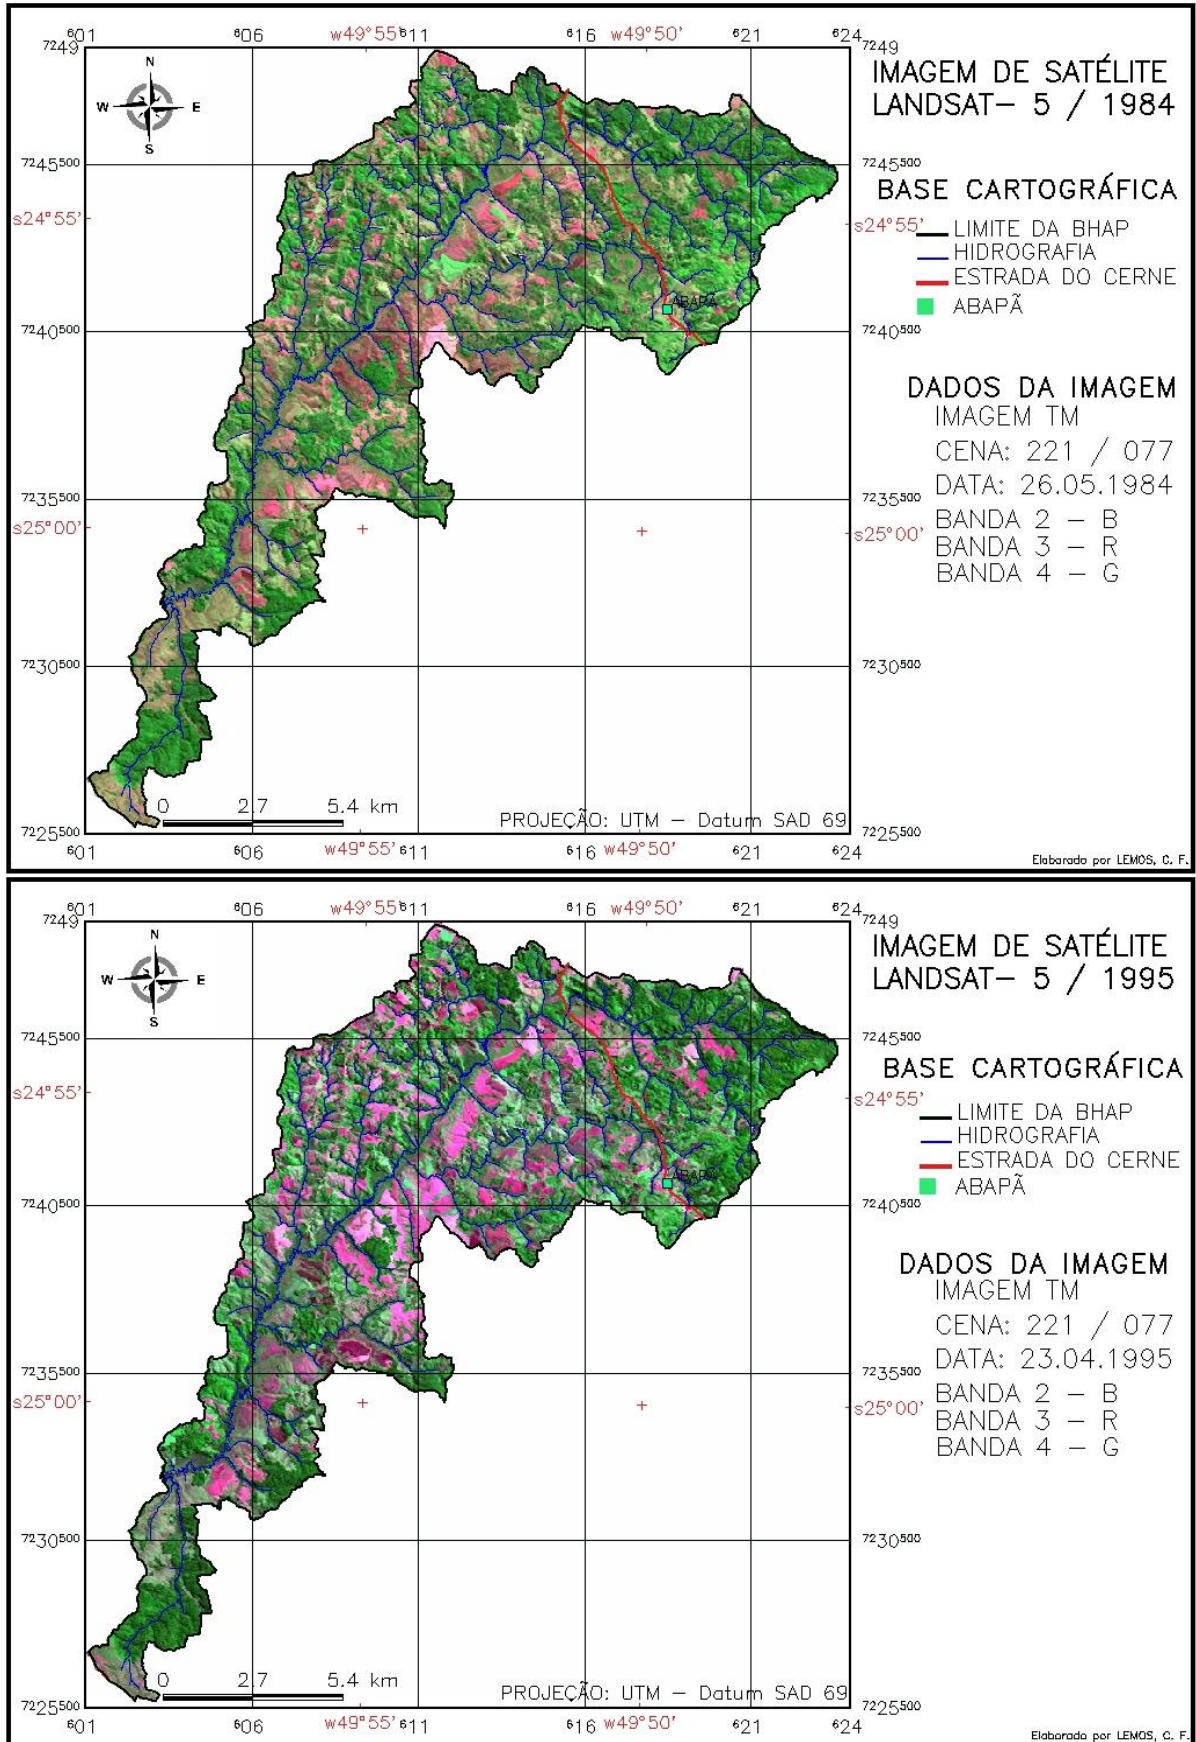 601 606 w49°55' 611 616 w49°50' 621 624
7249 7249
IMAGEM DE SATÉLITE
LANDSAT- 5 / 1984
N
W E
S
7245500 7245500
BASE CARTOGRÁFICA
s24°55' s24°55'
LIMITE DA BHAP
HIDROGRAFIA
ESTRADA DO CERNE
ABAPÃ
ABAPÃ
7240500 7240500
DADOS DA IMAGEM
IMAGEM TM
CENA: 221 / 077
DATA: 26.05.1984
7235500 7235500
s25°00' s25°00'
BANDA 2 - B
BANDA 3 - R
BANDA 4 - G
7230500 7230500
0 2.7 5.4 km
PROJEÇÃO: UTM - Datum SAD 69
7225500 7225500
601 606 w49°55' 611 616 w49°50' 621 624
Elaborado por LEMOS, C. F.
601 606 w49°55' 611 616 w49°50' 621 624
7249 7249
IMAGEM DE SATÉLITE
LANDSAT- 5 / 1995
N
W E
S
7245500 7245500
BASE CARTOGRÁFICA
s24°55' s24°55'
LIMITE DA BHAP
HIDROGRAFIA
ESTRADA DO CERNE
ABAPÃ
ABAPÃ
7240500 7240500
DADOS DA IMAGEM
IMAGEM TM
CENA: 221 / 077
DATA: 23.04.1995
7235500 7235500
s25°00' s25°00'
BANDA 2 - B
BANDA 3 - R
BANDA 4 - G
7230500 7230500
0 2.7 5.4 km
PROJEÇÃO: UTM - Datum SAD 69
7225500 7225500
601 606 w49°55' 611 616 w49°50' 621 624
Elaborado por LEMOS, C. F.